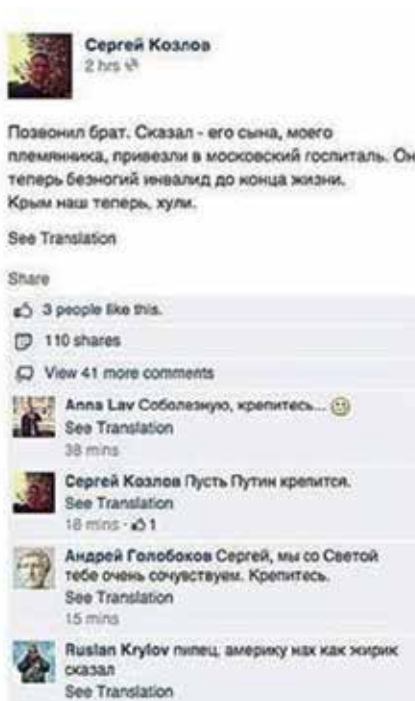 Сергей Козлов
2 hrs
Позвонил брат. Сказал - его сына, моего
племянника, привезли в московский госпиталь. Он
теперь безногий инвалид до конца жизни.
Крым наш теперь, хули.
See Translation
Share
3 people like this.
110 shares
View 41 more comments
Anna Lav Соболезную, крепитесь...
See Translation
38 mins
Сергей Козлов Пусть Путин крепится.
See Translation
18 mins · 1
Андрей Голобоков Сергей, мы со Светой
тебе очень сочувствуем. Крепитесь.
See Translation
15 mins
Ruslan Krylov пипец, америку нах как жирик
сказал
See Translation